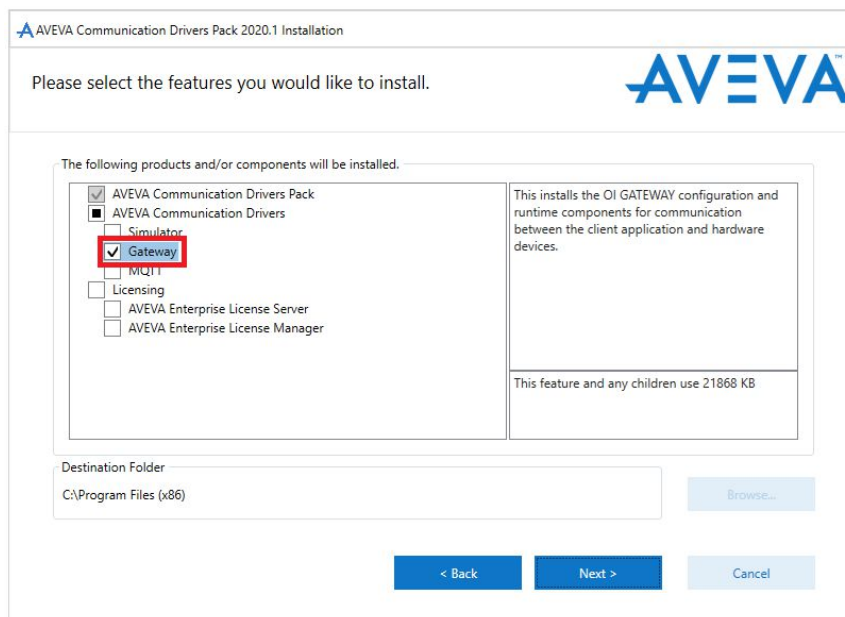 AVEVA Communication Drivers Pack 2020.1 Installation
Please select the features you would like to install.
AVEVA™
The following products and/or components will be installed.
AVEVA Communication Drivers Pack
AVEVA Communication Drivers
Simulator
Gateway
MQTT
Licensing
AVEVA Enterprise License Server
AVEVA Enterprise License Manager
This installs the OI GATEWAY configuration and
runtime components for communication
between the client application and hardware
devices.
This feature and any children use 21868 KB
Destination Folder
C:\Program Files (x86)
Browse...
< Back
Next >
Cancel